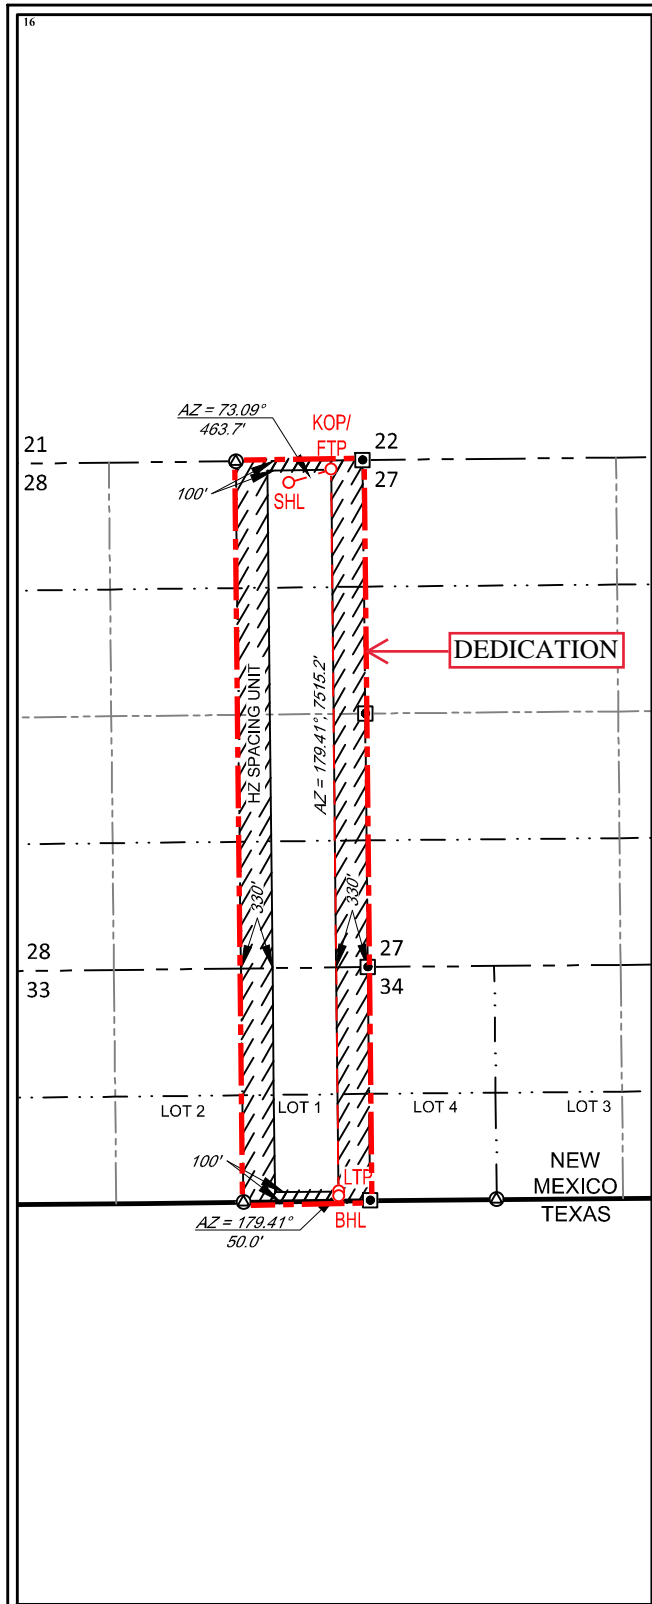 16
AZ = 73.09°
463.7'
KOP/
FTP
21
22
28
27
100'
SHL
DEDICATION
HZ SPACING UNIT
AZ = 179.41°, 7515.2'
330'
330'
28
27
33
34
LOT 2
LOT 1
LOT 4
LOT 3
100'
LTP
NEW
MEXICO
TEXAS
AZ = 179.41°
50.0'
BHL